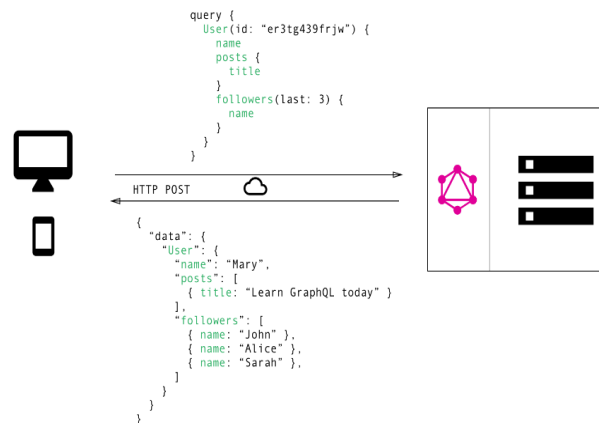 query {
  User(id: “er3tg439frjw”) {
    name
    posts {
      title
    }
    followers(last: 3) {
      name
    }
  }
}
HTTP POST
{
  “data”: {
    “User”: {
      “name”: “Mary”,
      “posts”: [
        { title: “Learn GraphQL today” }
      ],
      “followers”: [
        { name: “John” },
        { name: “Alice” },
        { name: “Sarah” },
      ]
    }
  }
}